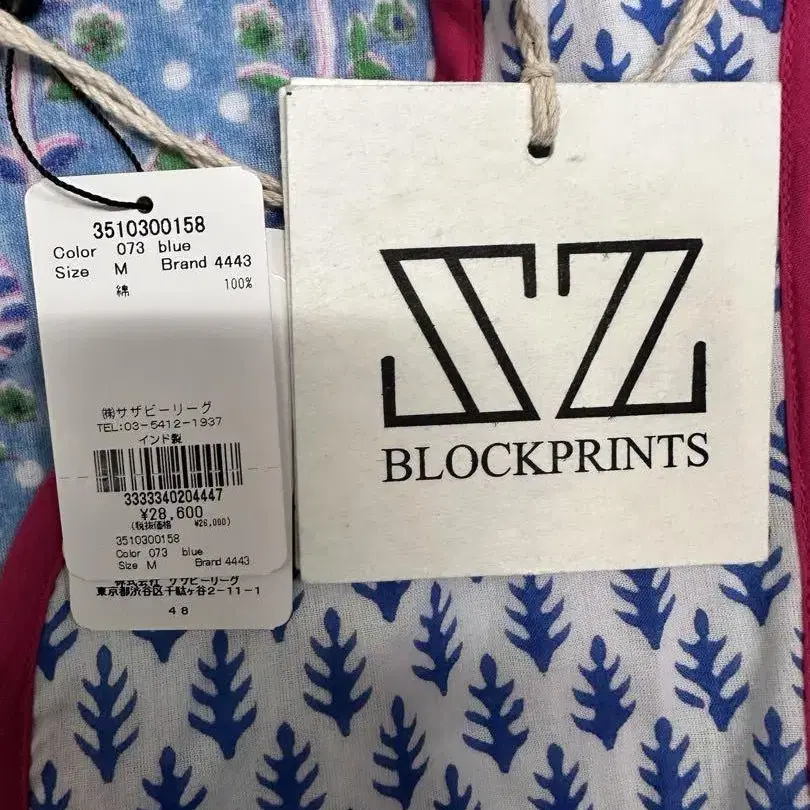 3510300158
Color 073 blue
Size M Brand 4443
綿 100%
㈱サザビーリーグ
TEL:03-5412-1937
インド製
3333340204447
¥28,600
(税抜価格 ¥26,000)
3510300158
Color 073 blue
Size M Brand 4443
株式会社 サザビーリーグ
東京都渋谷区千駄ヶ谷2-11-1
48
SZ
BLOCKPRINTS